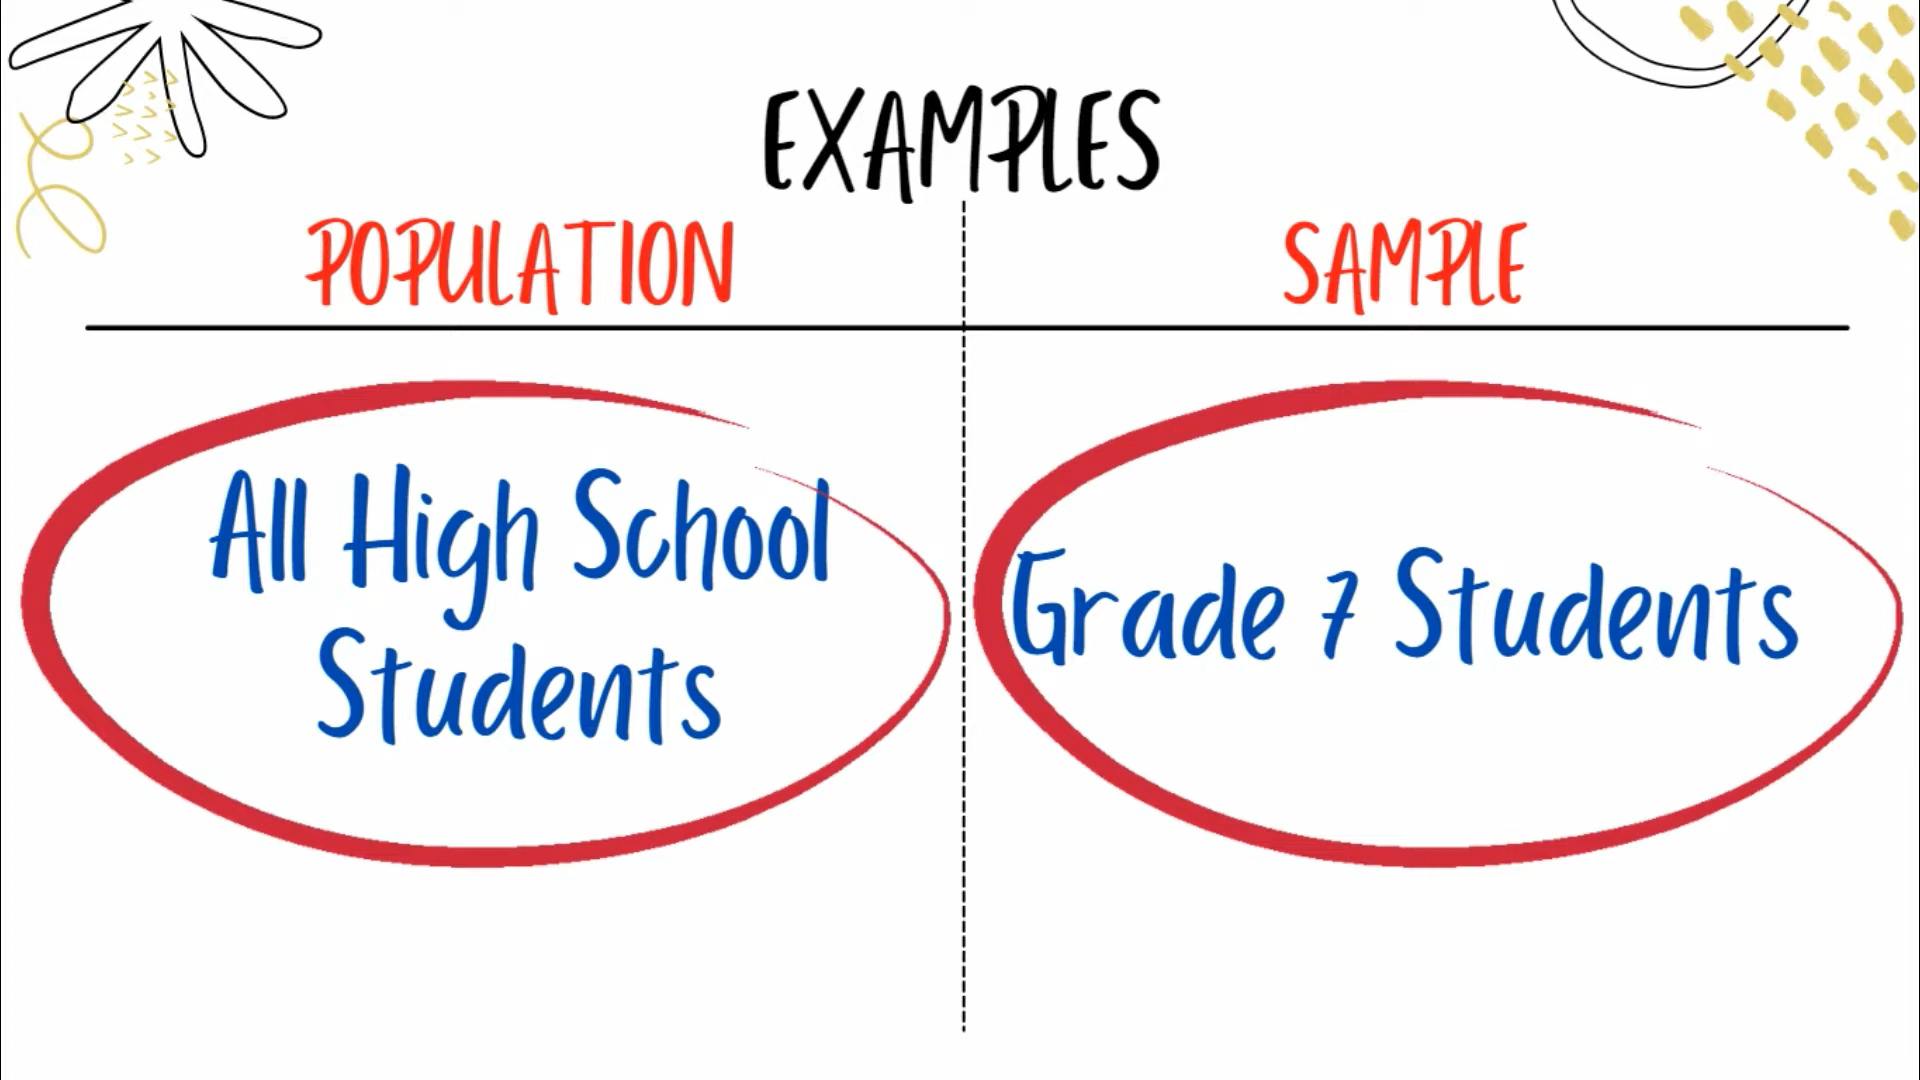 EXAMPLES
POPULATION
SAMPLE
All High School
Students
Grade 7 Students